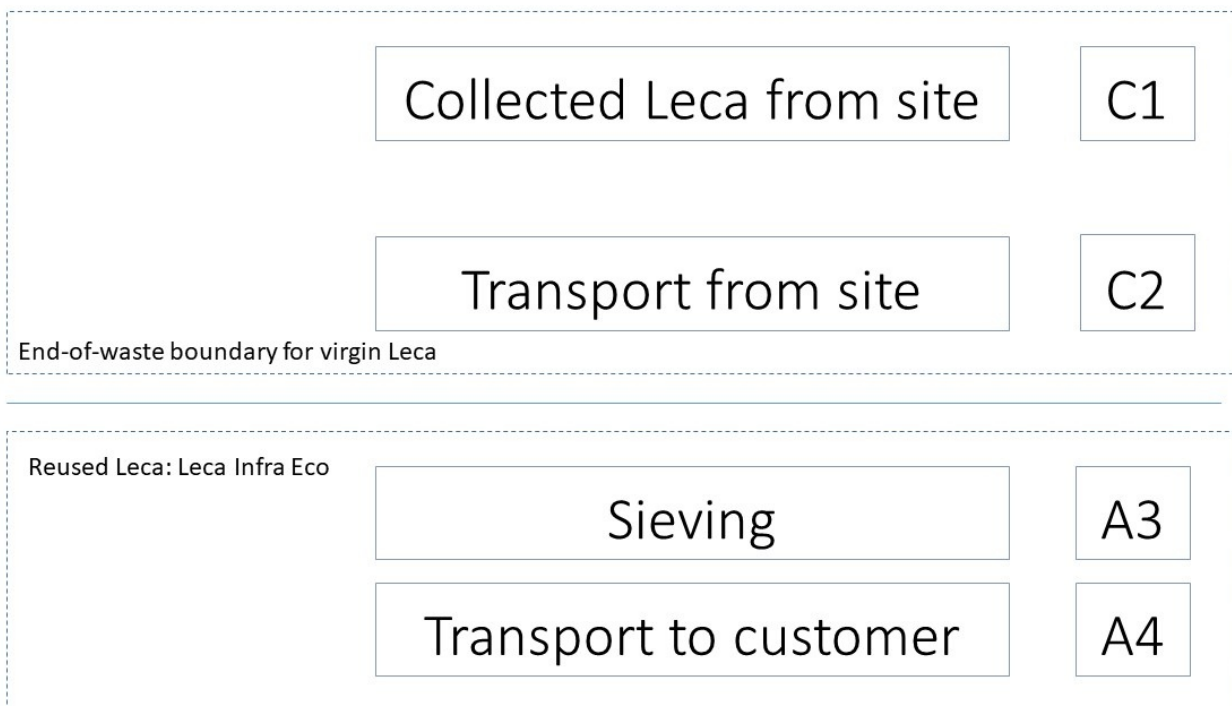 Collected Leca from site
C1
Transport from site
C2
End-of-waste boundary for virgin Leca
Reused Leca: Leca Infra Eco
Sieving
A3
Transport to customer
A4